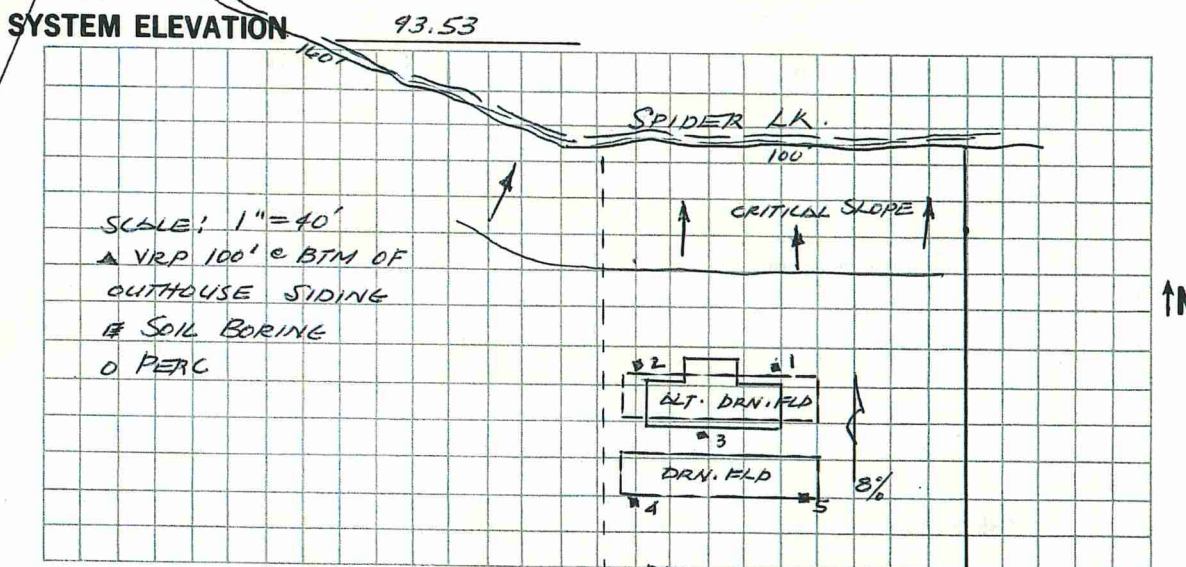 SYSTEM ELEVATION 93.53
160'
SPIDER LK.
100'
SCALE: 1" = 40'
CRITICAL SLOPE
▲ VRP 100' @ BTM OF
OUTHOUSE SIDING
SOIL BORING
O PERC
↑N
2
1
ALT. DRN. FLD
3
DRN. FLD
8%
4
5